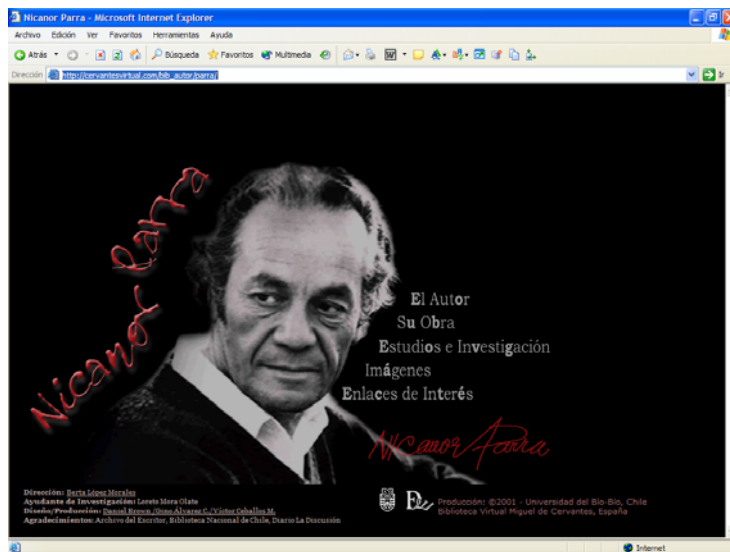 Nicanor Parra - Microsoft Internet Explorer
Archivo Edición Ver Favoritos Herramientas Ayuda
Atrás Búsqueda Favoritos Multimedia
Dirección http://cervantesvirtual.com/bib_autor/parra/ Ir
Nicanor Parra
El Autor
Su Obra
Estudios e Investigación
Imágenes
Enlaces de Interés
Nicanor Parra
Dirección: Berta López Morales
Ayudante de Investigación: Loreto Mora Olate
Diseño/Producción: Daniel Brown /Gino Álvarez C./Víctor Ceballos M.
Agradecimientos: Archivo del Escritor, Biblioteca Nacional de Chile, Diario La Discusión
Producción: ©2001 - Universidad del Bío-Bío, Chile
Biblioteca Virtual Miguel de Cervantes, España
Internet